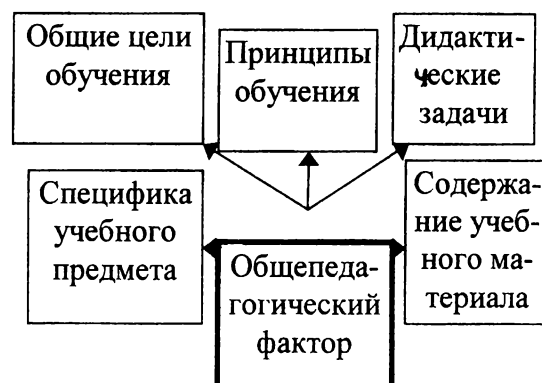 Общие цели
обучения
Принципы
обучения
Дидакти-
ческие
задачи
Специфика
учебного
предмета
Общепеда-
гогический
фактор
Содержа-
ние учеб-
ного ма-
териала